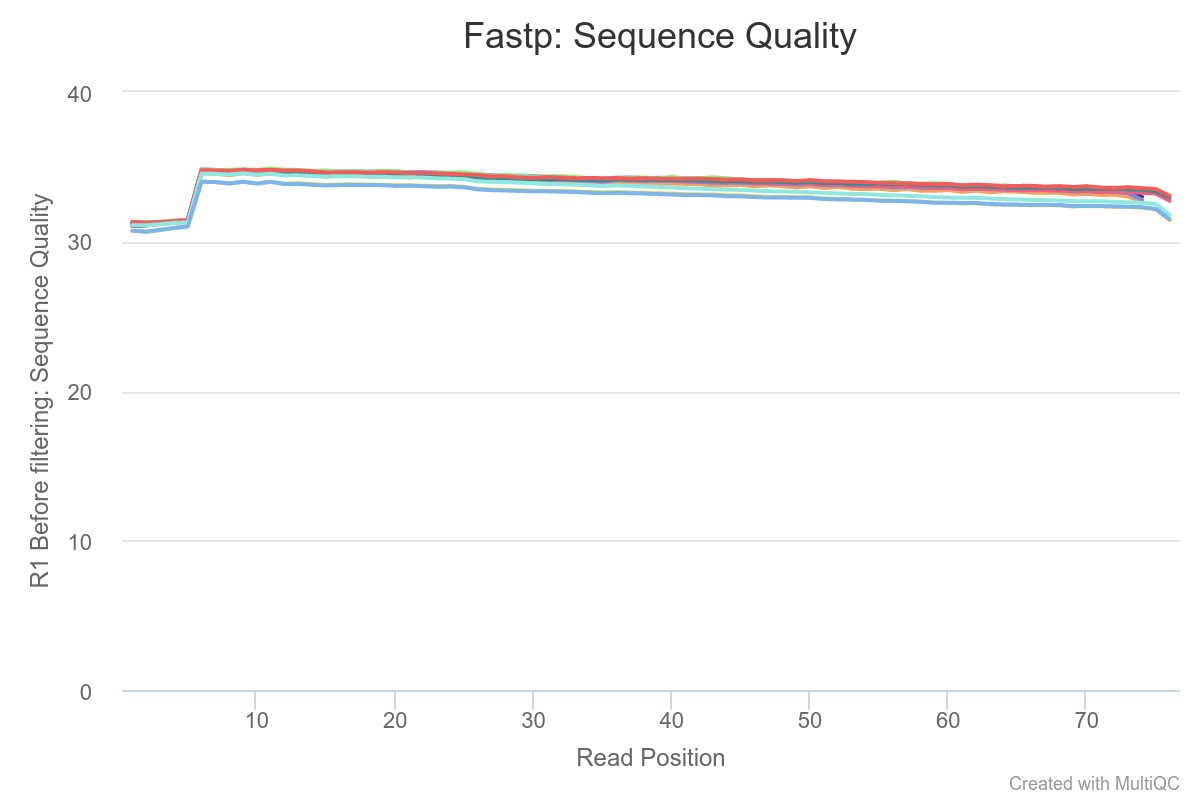 Fastp: Sequence Quality
R1 Before filtering: Sequence Quality
40
30
20
10
0
10 20 30 40 50 60 70
Read Position
Created with MultiQC